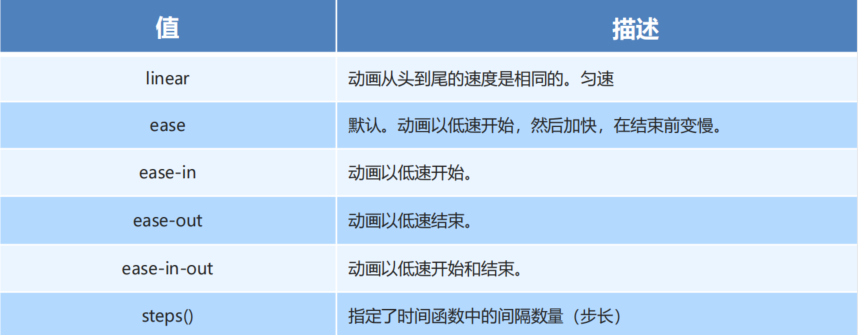 值 描述
linear 动画从头到尾的速度是相同的。匀速
ease 默认。动画以低速开始，然后加快，在结束前变慢。
ease-in 动画以低速开始。
ease-out 动画以低速结束。
ease-in-out 动画以低速开始和结束。
steps() 指定了时间函数中的间隔数量（步长）